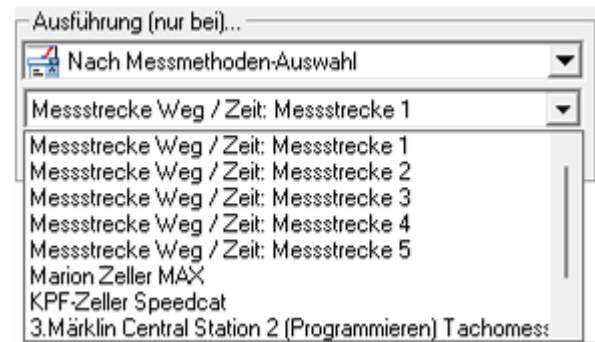 Ausführung (nur bei)...
Nach Messmethoden-Auswahl
Messstrecke Weg / Zeit: Messstrecke 1
Messstrecke Weg / Zeit: Messstrecke 1
Messstrecke Weg / Zeit: Messstrecke 2
Messstrecke Weg / Zeit: Messstrecke 3
Messstrecke Weg / Zeit: Messstrecke 4
Messstrecke Weg / Zeit: Messstrecke 5
Marion Zeller MAX
KPF-Zeller Speedcat
3.Märklin Central Station 2 (Programmieren) Tachomess